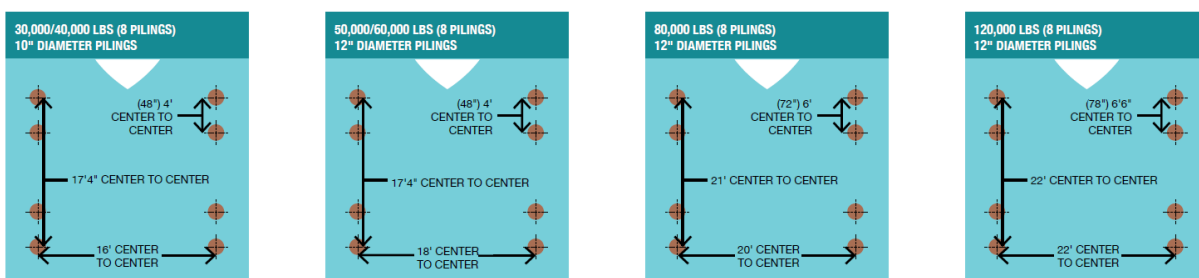 30,000/40,000 LBS (8 PILINGS)
10" DIAMETER PILINGS
(48") 4'
CENTER TO
CENTER
17'4" CENTER TO CENTER
16' CENTER
TO CENTER
50,000/60,000 LBS (8 PILINGS)
12" DIAMETER PILINGS
(48") 4'
CENTER TO
CENTER
17'4" CENTER TO CENTER
18' CENTER
TO CENTER
80,000 LBS (8 PILINGS)
12" DIAMETER PILINGS
(72") 6'
CENTER TO
CENTER
21' CENTER TO CENTER
20' CENTER
TO CENTER
120,000 LBS (8 PILINGS)
12" DIAMETER PILINGS
(78") 6'6"
CENTER TO
CENTER
22' CENTER TO CENTER
22' CENTER
TO CENTER